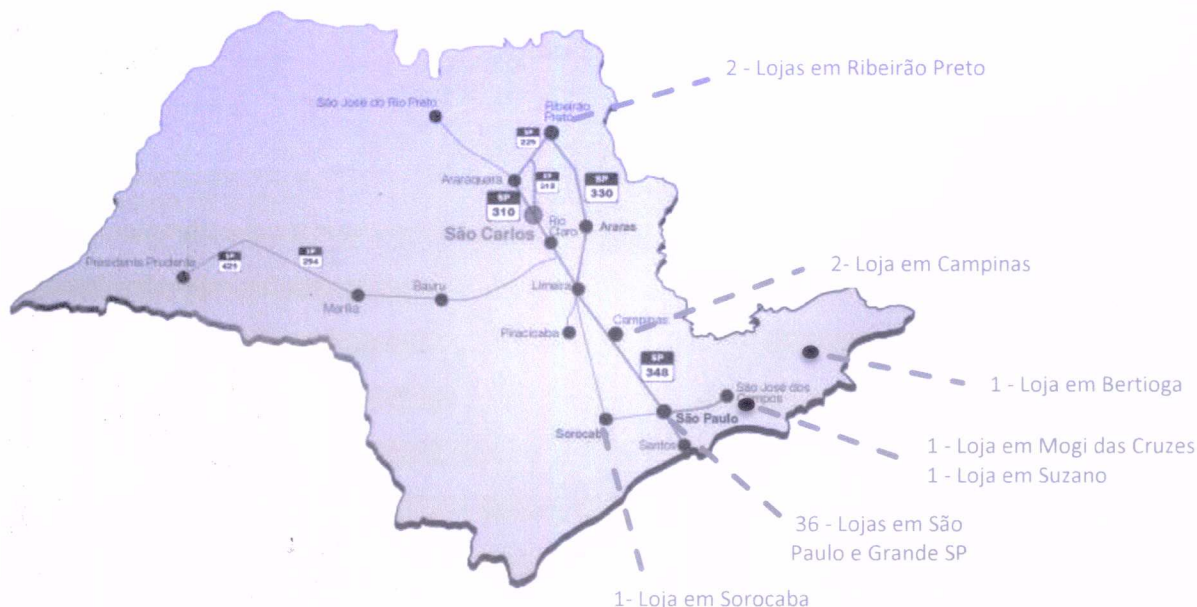 2 - Lojas em Ribeirão Preto
São José do Rio Preto
Ribeirão
Preto
SP
225
Araraquara
SP
318
SP
330
SP
310
São Carlos
Rio
Claro
Araras
Presidente Prudente
SP
425
SP
294
2- Loja em Campinas
Bauru
Limeira
Marília
Campinas
Piracicaba
SP
348
1 - Loja em Bertioga
São José dos
Campos
São Paulo
Sorocab
Santos
1 - Loja em Mogi das Cruzes
1 - Loja em Suzano
36 - Lojas em São
Paulo e Grande SP
1- Loja em Sorocaba